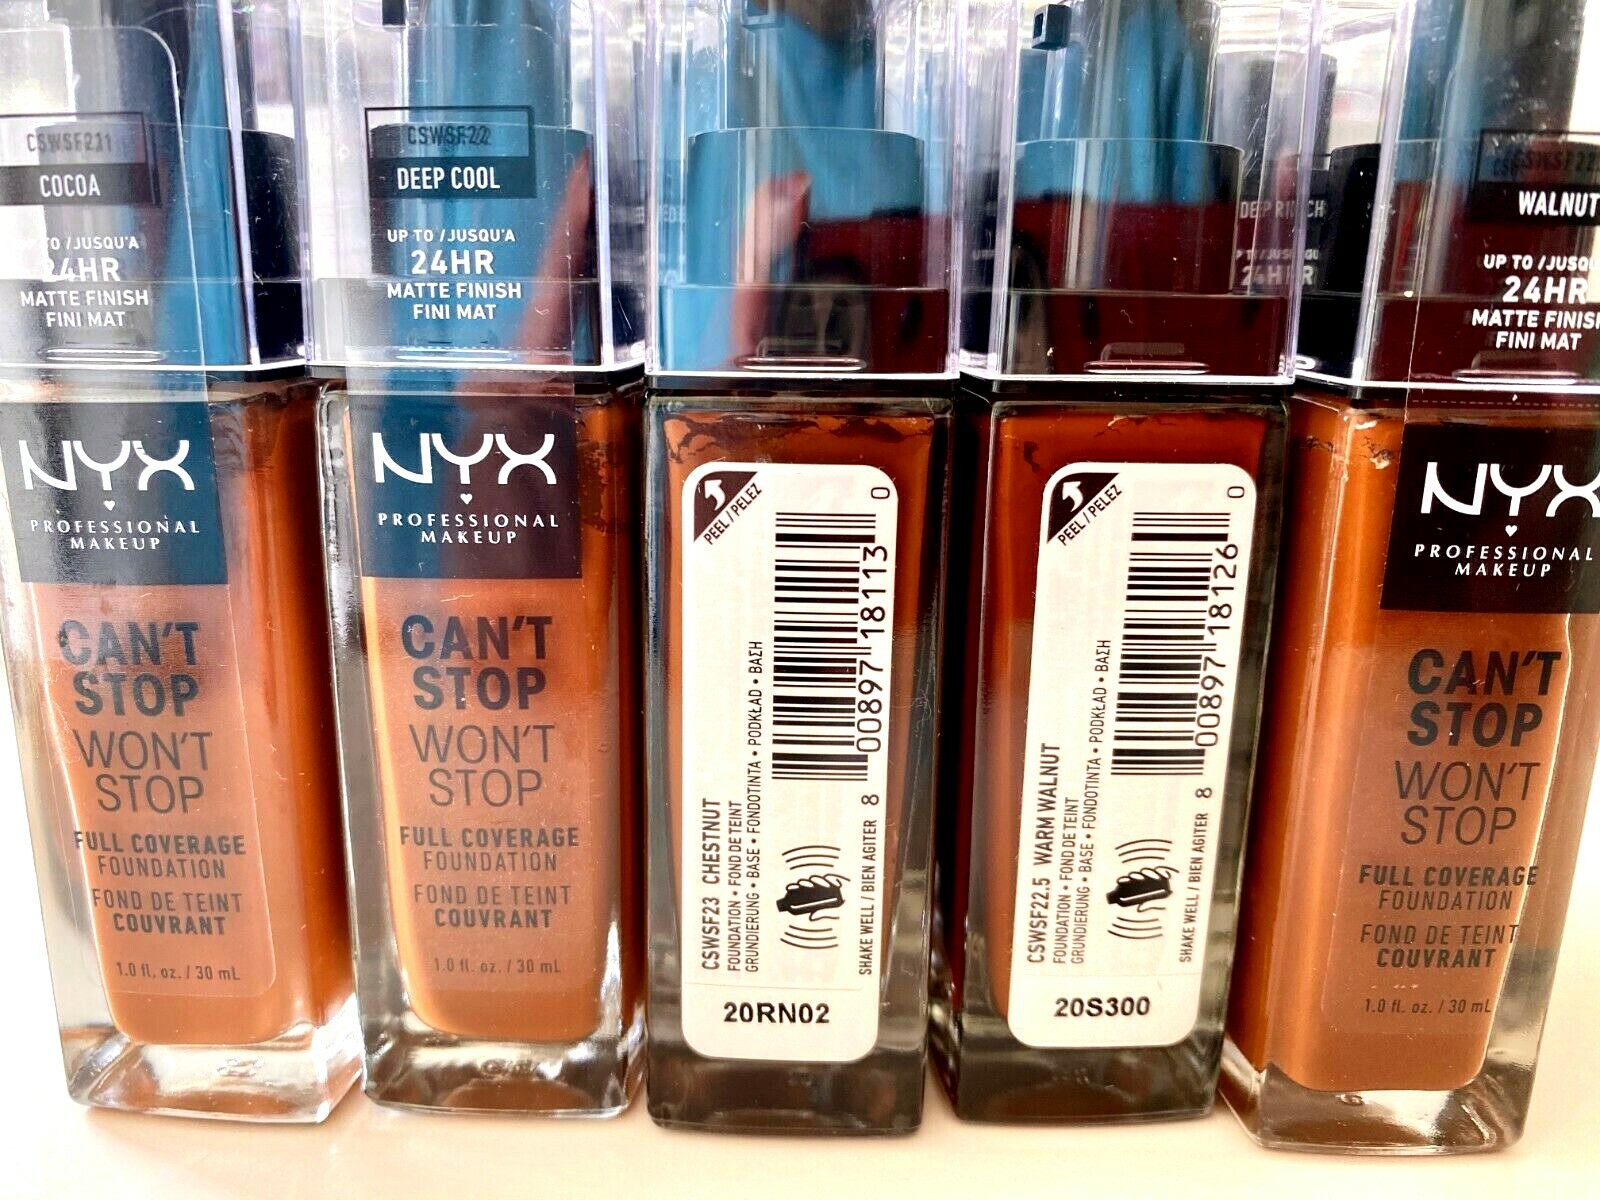 COCOA
UP TO / JUSQU'A
24HR
MATTE FINISH
FINI MAT
NYX
PROFESSIONAL
MAKEUP
CAN'T
STOP
WON'T
STOP
FULL COVERAGE
FOUNDATION
FOND DE TEINT
COUVRANT
1.0 fl. oz. / 30 mL
CSWSF22
DEEP COOL
UP TO / JUSQU'A
24HR
MATTE FINISH
FINI MAT
NYX
PROFESSIONAL
MAKEUP
CAN'T
STOP
WON'T
STOP
FULL COVERAGE
FOUNDATION
FOND DE TEINT
COUVRANT
1.0 fl. oz. / 30 mL
PEEL / PELEZ
8 00897 18113 0
CSWSF23 CHESTNUT
FOUNDATION • FOND DE TEINT
GRUNDIERUNG • BASE • FONDOTINTA • PODKŁAD • ΒΑΣΗ
SHAKE WELL / BIEN AGITER
20RN02
PEEL / PELEZ
8 00897 18126 0
CSWSF22.5 WARM WALNUT
FOUNDATION • FOND DE TEINT
GRUNDIERUNG • BASE • FONDOTINTA • PODKŁAD • ΒΑΣΗ
SHAKE WELL / BIEN AGITER
20S300
DEEP RICH
24HR
WALNUT
UP TO / JUSQU
24HR
MATTE FINISH
FINI MAT
NYX
PROFESSIONAL
MAKEUP
CAN'T
STOP
WON'T
STOP
FULL COVERAGE
FOUNDATION
FOND DE TEINT
COUVRANT
1.0 fl. oz. / 30 mL